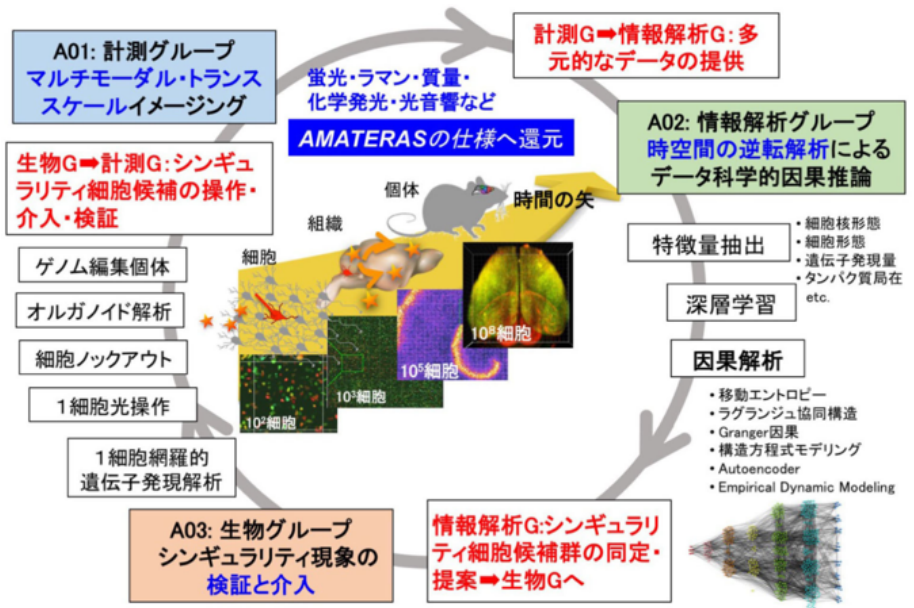 A01: 計測グループ
マルチモーダル・トランス
スケールイメージング
蛍光・ラマン・質量・
化学発光・光音響など
AMATERASの仕様へ還元
計測G➡情報解析G:多
元的なデータの提供
A02: 情報解析グループ
時空間の逆転解析による
データ科学的因果推論
生物G➡計測G:シンギュ
ラリティ細胞候補の操作・
介入・検証
ゲノム編集個体
オルガノイド解析
細胞ノックアウト
1細胞光操作
1細胞網羅的
遺伝子発現解析
細胞
組織
個体
時間の矢
10²細胞
10³細胞
10⁵細胞
10⁸細胞
特徴量抽出
・細胞核形態
・細胞形態
・遺伝子発現量
・タンパク質局在
etc.
深層学習
因果解析
・移動エントロピー
・ラグランジュ協同構造
・Granger因果
・構造方程式モデリング
・Autoencoder
・Empirical Dynamic Modeling
情報解析G:シンギュラリ
ティ細胞候補群の同定・
提案➡生物Gへ
A03: 生物グループ
シンギュラリティ現象の
検証と介入